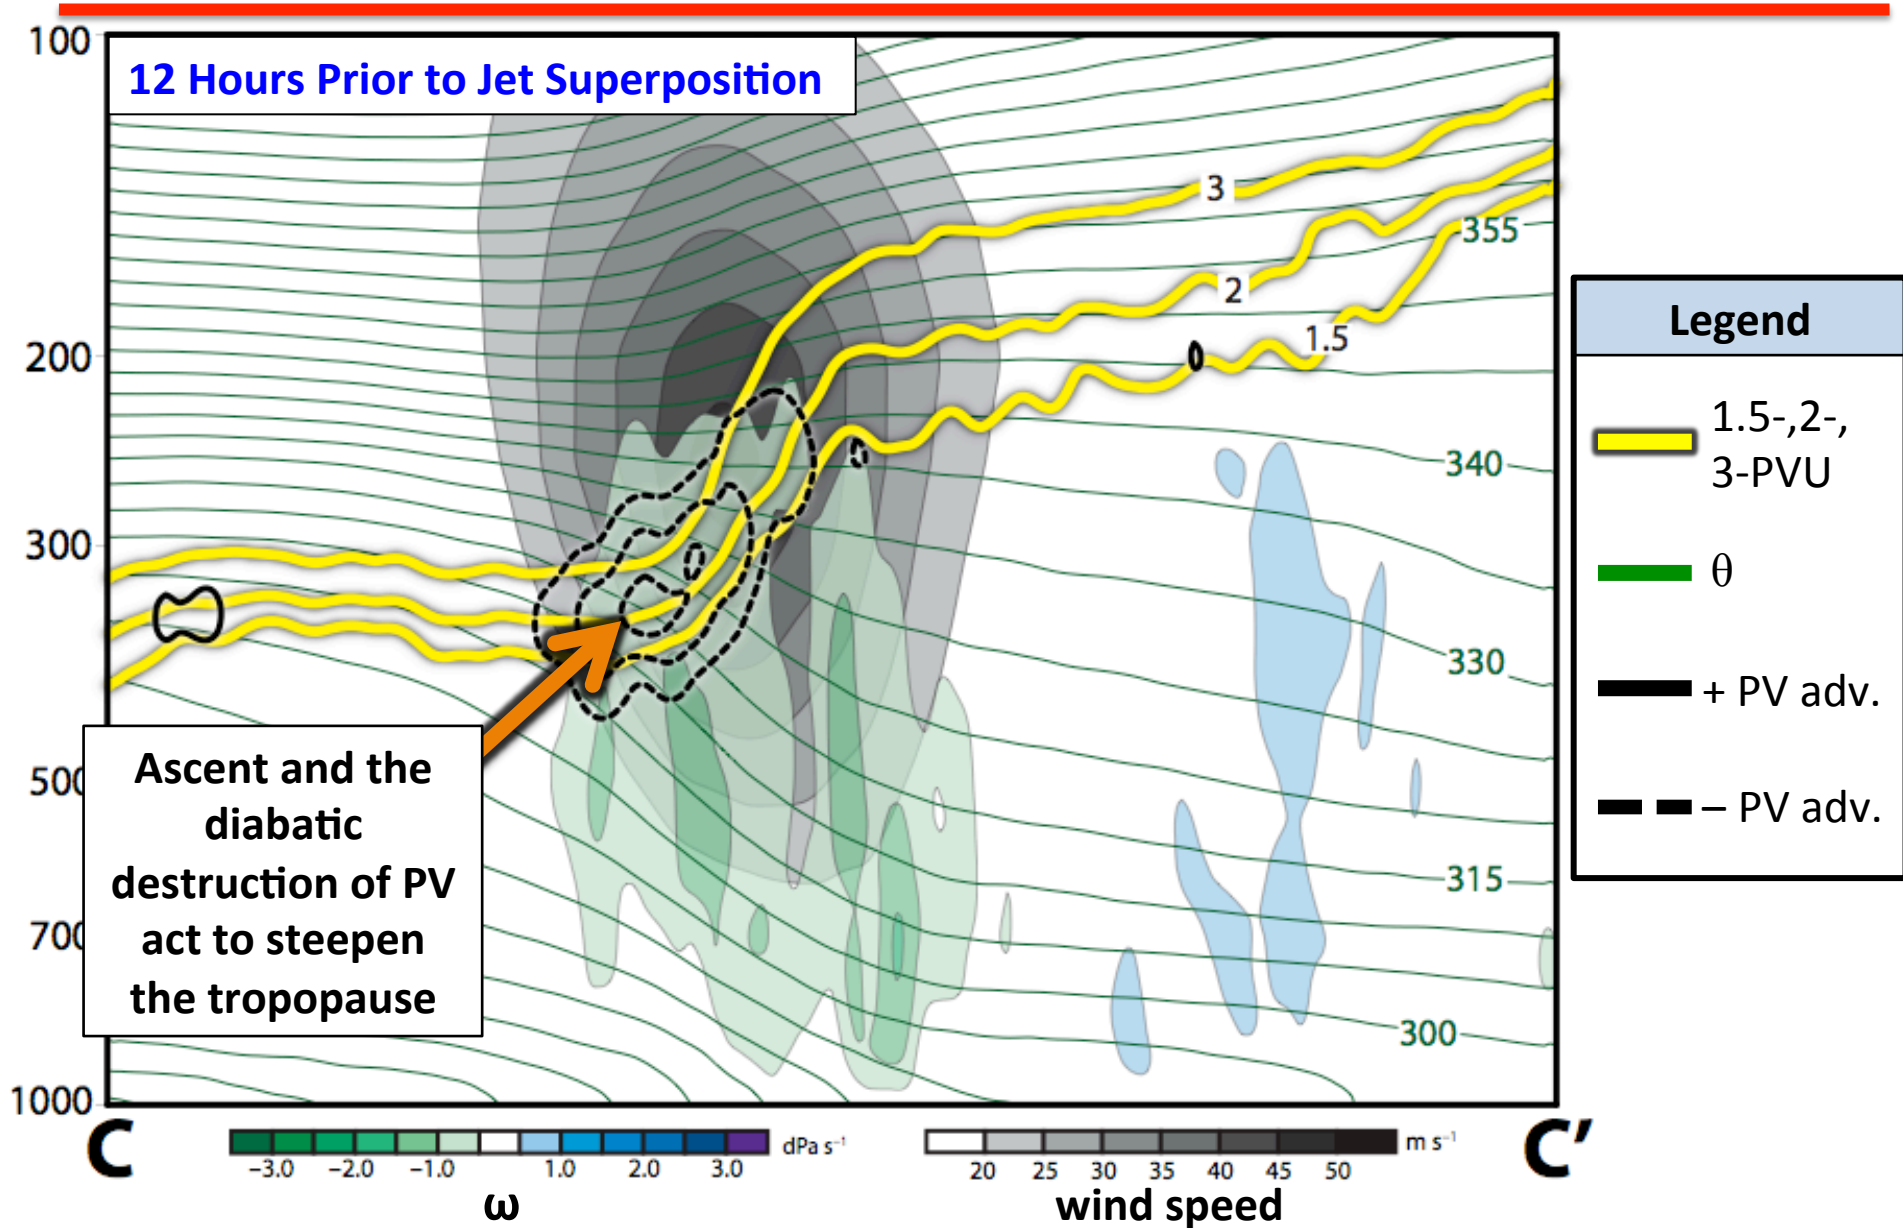 12 Hours Prior to Jet Superposition
100
200
300
500
700
1000
3
2
1.5
355
340
330
315
300
Ascent and the
diabatic
destruction of PV
act to steepen
the tropopause
Legend
1.5-,2-,
3-PVU
θ
+ PV adv.
– PV adv.
C
C′
−3.0 −2.0 −1.0 1.0 2.0 3.0
dPa s⁻¹
ω
20 25 30 35 40 45 50
m s⁻¹
wind speed